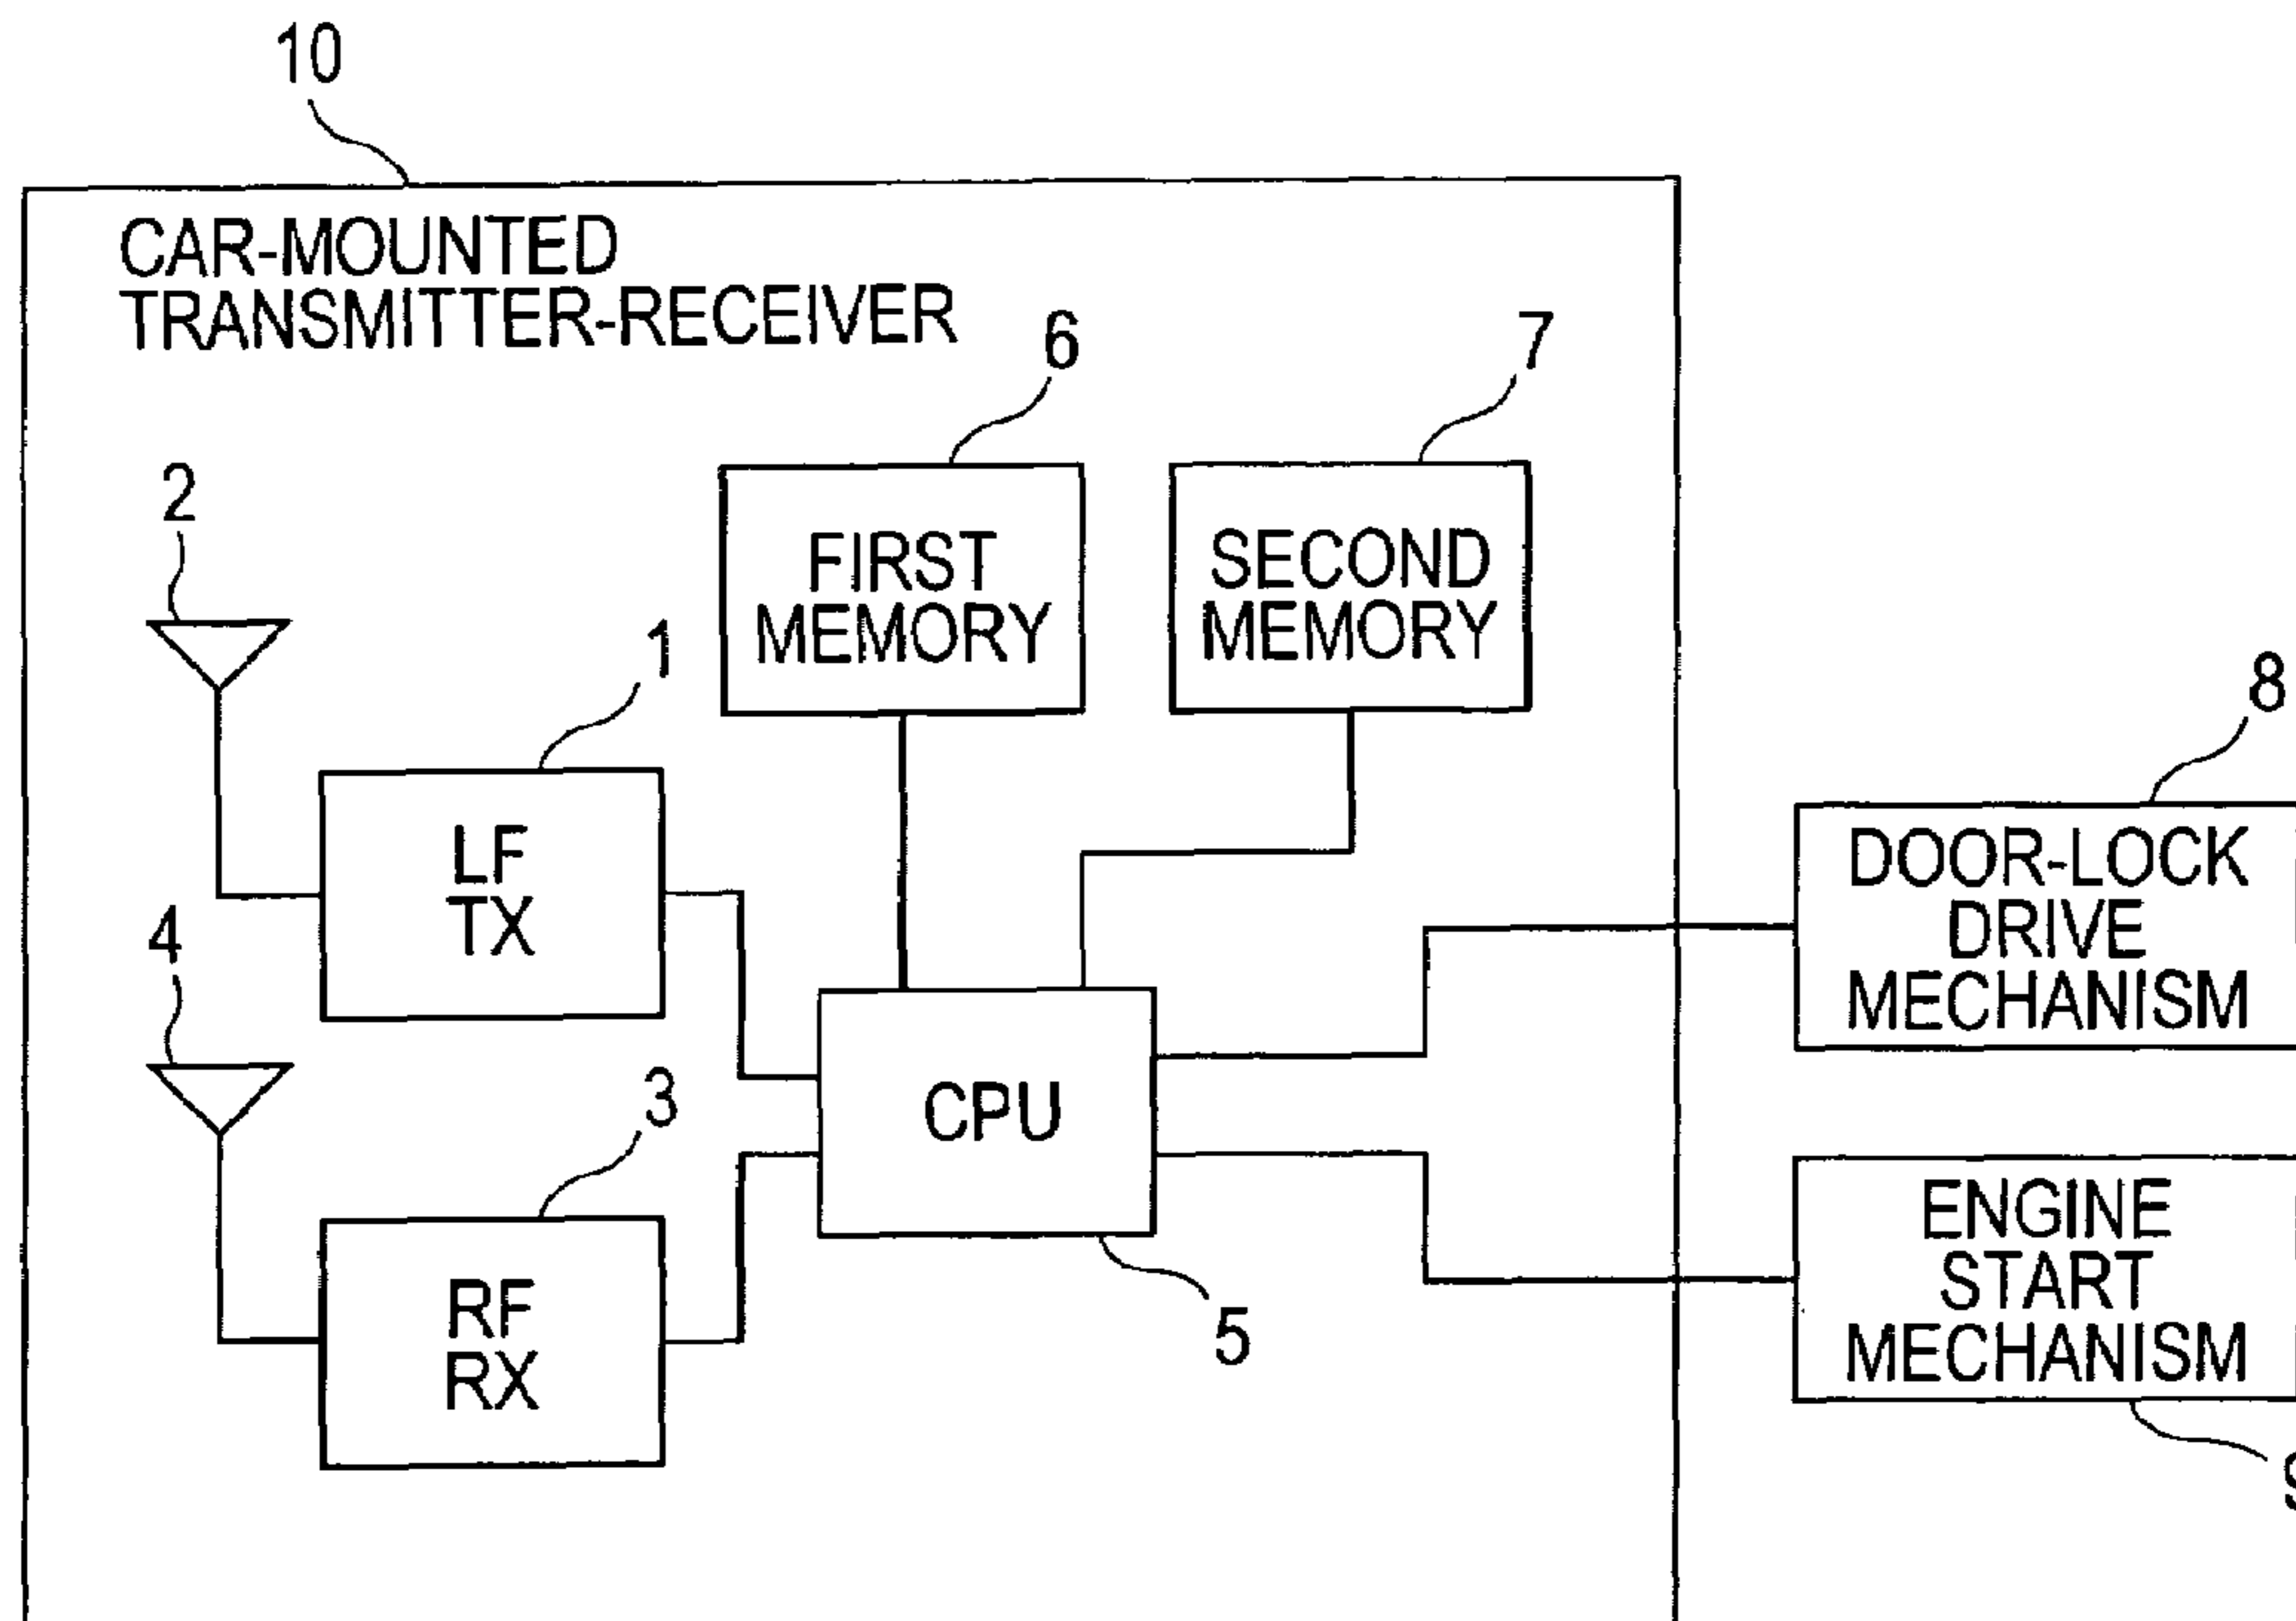 10
CAR-MOUNTED
TRANSMITTER-RECEIVER
6
7
2
FIRST
MEMORY
SECOND
MEMORY
1
8
LF
TX
DOOR-LOCK
DRIVE
MECHANISM
4
3
CPU
ENGINE
START
MECHANISM
RF
RX
5
9